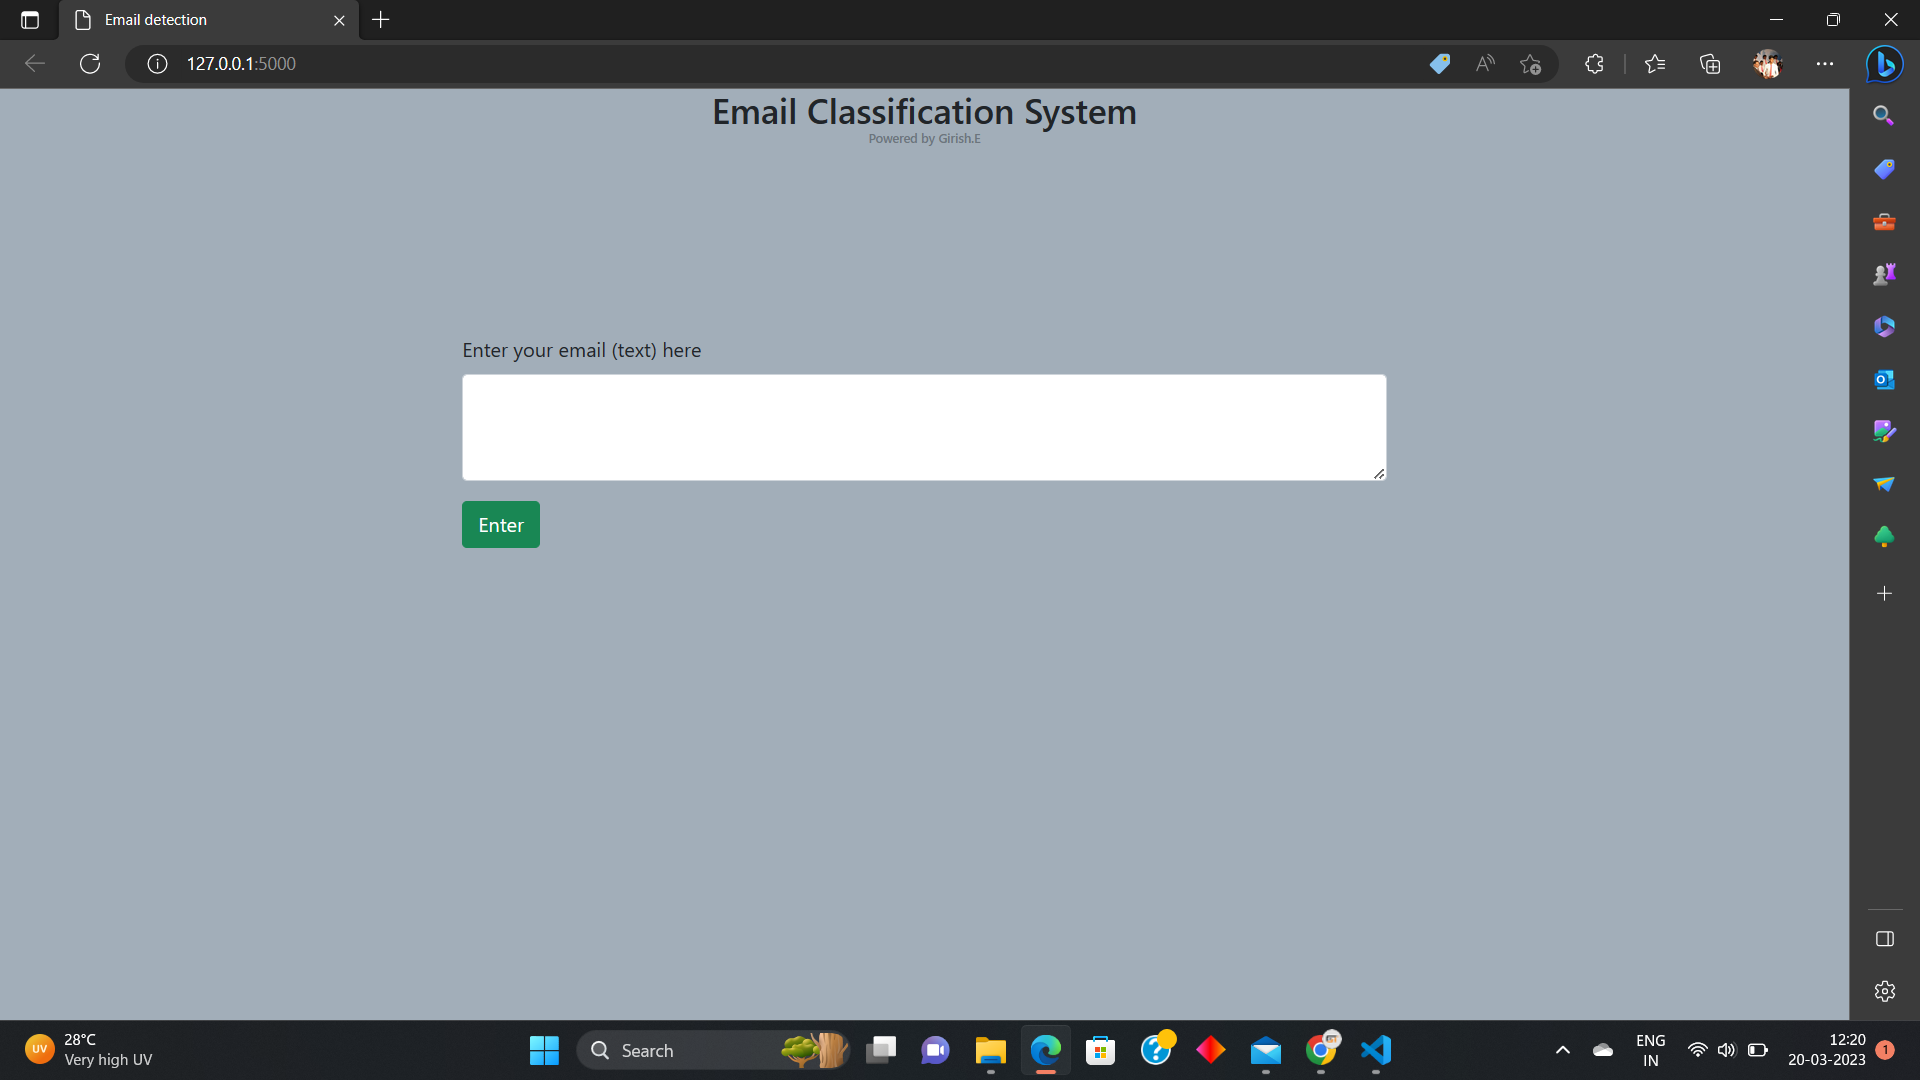 Email detection
127.0.0.1:5000
Email Classification System
Powered by Girish.E
Enter your email (text) here
Enter
UV
28°C
Very high UV
Search
ENG
IN
12:20
20-03-2023
1